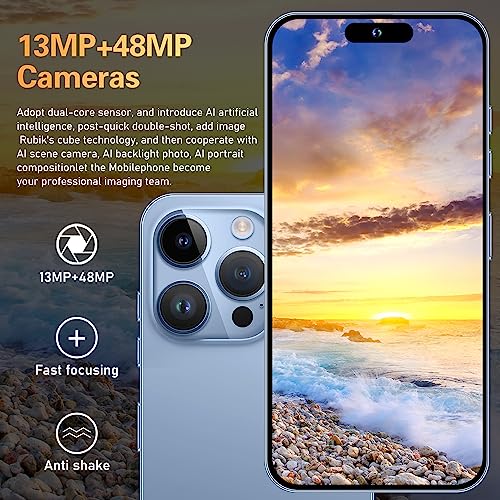 13MP+48MP
Cameras
Adopt dual-core sensor, and introduce AI artificial
intelligence, post-quick double-shot, add image
Rubik's cube technology, and then cooperate with
AI scene camera, AI backlight photo, AI portrait
compositionlet the Mobilephone become
your professional imaging team.
13MP+48MP
Fast focusing
Anti shake